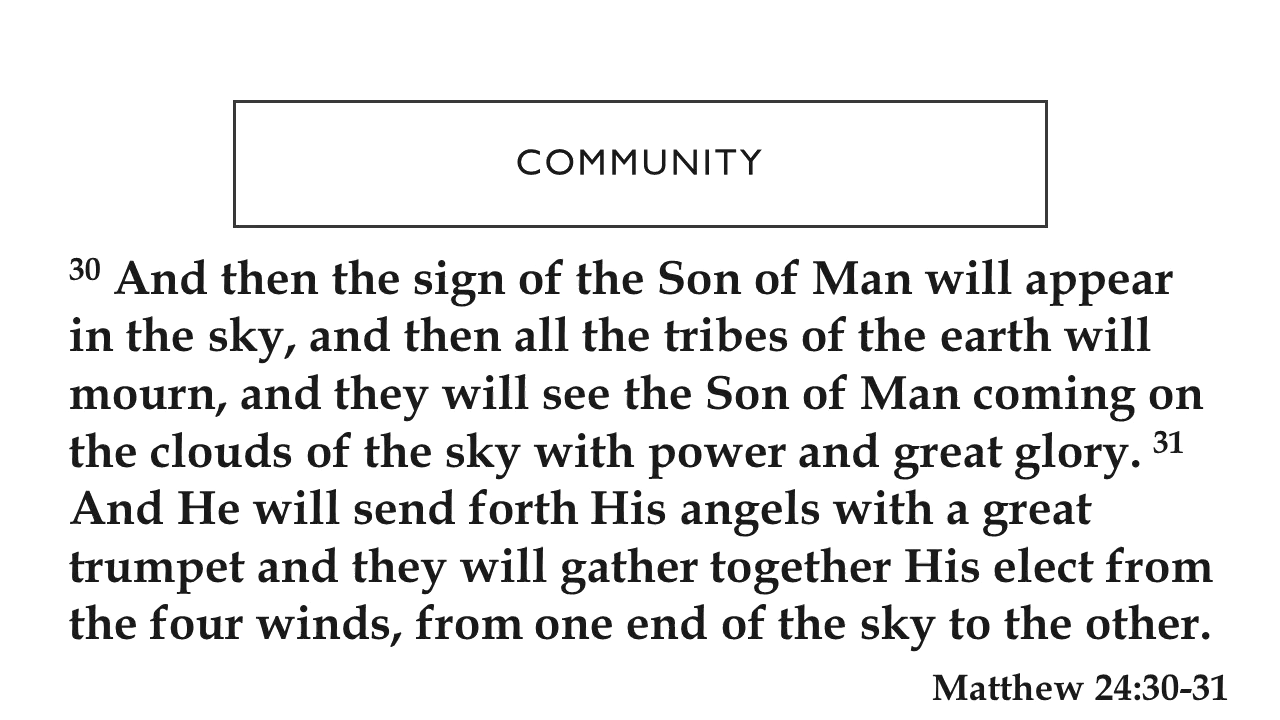 COMMUNITY
30 And then the sign of the Son of Man will appear
in the sky, and then all the tribes of the earth will
mourn, and they will see the Son of Man coming on
the clouds of the sky with power and great glory. 31
And He will send forth His angels with a great
trumpet and they will gather together His elect from
the four winds, from one end of the sky to the other.
Matthew 24:30-31